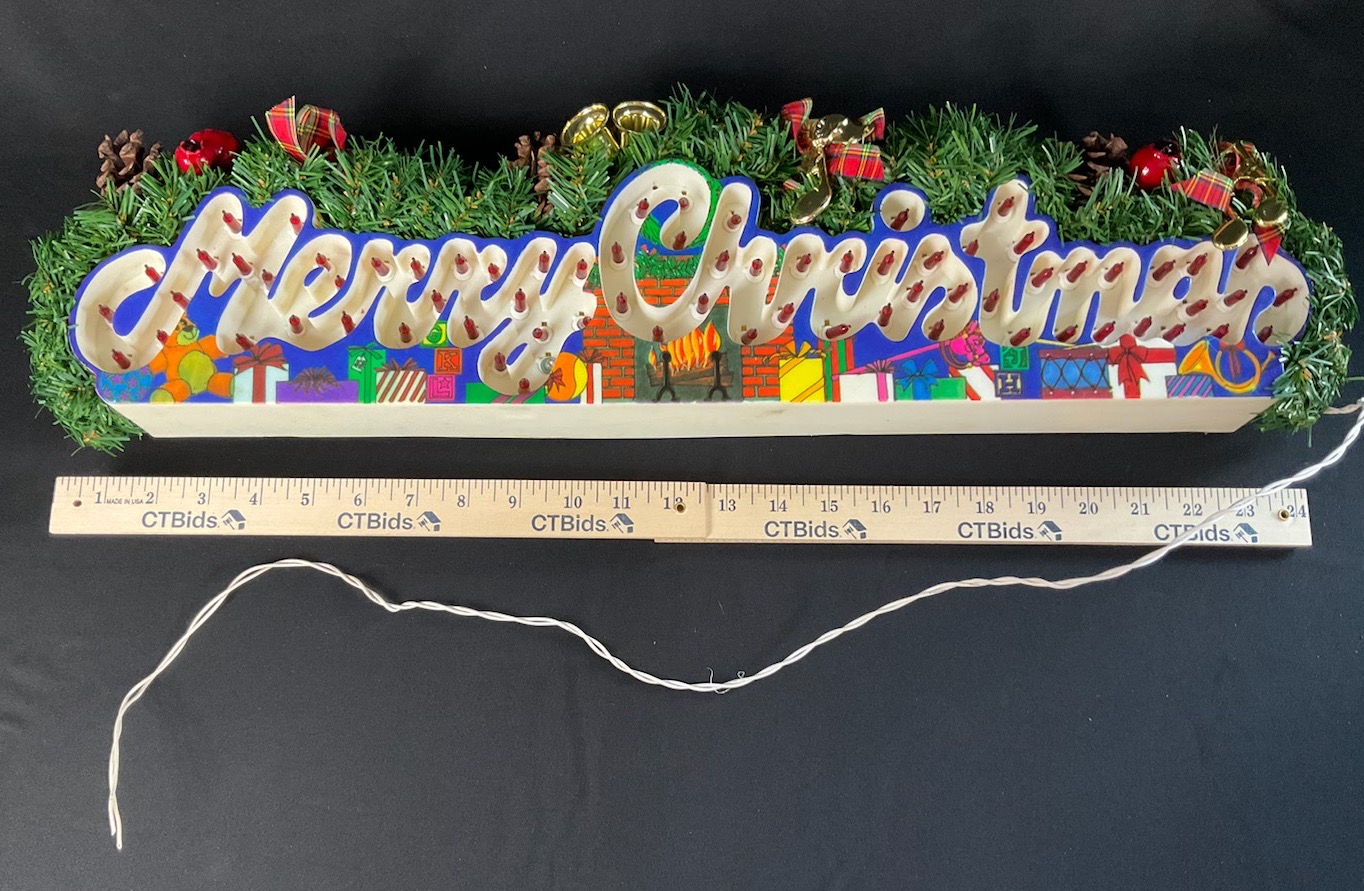 Merry Christmas
1 MADE IN USA 2 3 4 5 6 7 8 9 10 11 12 13 14 15 16 17 18 19 20 21 22 23 24
CTBids CTBids CTBids CTBids CTBids CTBids